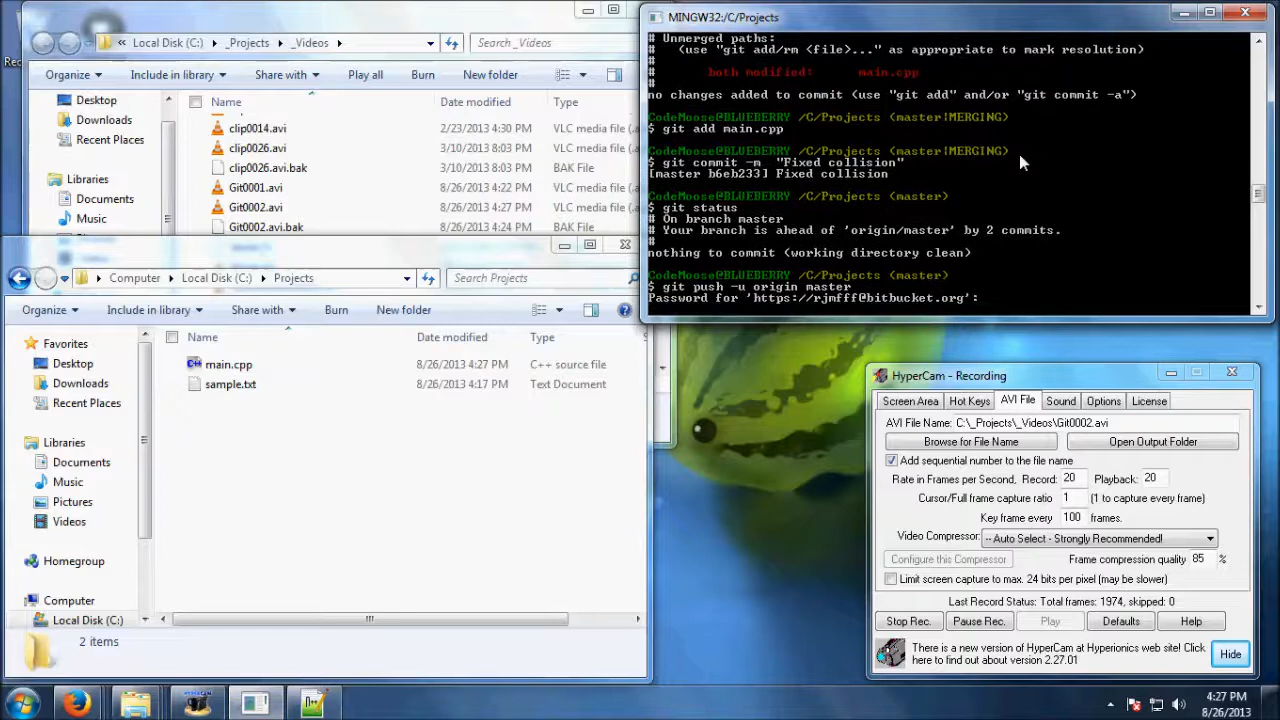 Local Disk (C:)
_Projects
_Videos
Search _Videos
Organize
Include in library
Share with
Play all
Burn
New folder
Desktop
Downloads
Libraries
Documents
Music
Name
Date modified
Type
clip0014.avi 2/23/2013 4:30 PM VLC media file (.a
clip0026.avi 3/10/2013 8:03 PM VLC media file (.a
clip0026.avi.bak 3/10/2013 8:03 PM BAK File
Git0001.avi 8/26/2013 4:22 PM VLC media file (.a
Git0002.avi 8/26/2013 4:27 PM VLC media file (.a
Git0002.avi.bak 8/26/2013 4:24 PM BAK File
MINGW32:/C/Projects
# Unmerged paths:
#   (use "git add/rm <file>..." as appropriate to mark resolution)
#
#       both modified:      main.cpp
#
no changes added to commit (use "git add" and/or "git commit -a")
CodeMoose@BLUEBERRY /C/Projects (master|MERGING)
$ git add main.cpp
CodeMoose@BLUEBERRY /C/Projects (master|MERGING)
$ git commit -m  "Fixed collision"
[master b6eb233] Fixed collision
CodeMoose@BLUEBERRY /C/Projects (master)
$ git status
# On branch master
# Your branch is ahead of 'origin/master' by 2 commits.
#
nothing to commit (working directory clean)
CodeMoose@BLUEBERRY /C/Projects (master)
$ git push -u origin master
Password for 'https://rjmfff@bitbucket.org':
Computer
Local Disk (C:)
Projects
Search Projects
Organize
Include in library
Share with
Burn
New folder
Favorites
Desktop
Downloads
Recent Places
Libraries
Documents
Music
Pictures
Videos
Homegroup
Computer
Local Disk (C:)
Name
Date modified
Type
main.cpp 8/26/2013 4:27 PM C++ source file
sample.txt 8/26/2013 4:17 PM Text Document
2 items
HyperCam - Recording
Screen Area
Hot Keys
AVI File
Sound
Options
License
AVI File Name: C:\_Projects\_Videos\Git0002.avi
Browse for File Name
Open Output Folder
Add sequential number to the file name
Rate in Frames per Second, Record: 20 Playback: 20
Cursor/Full frame capture ratio 1 (1 to capture every frame)
Key frame every 100 frames.
Video Compressor: -- Auto Select - Strongly Recommended!
Configure this Compressor
Frame compression quality 85 %
Limit screen capture to max. 24 bits per pixel (may be slower)
Last Record Status: Total frames: 1974, skipped: 0
Stop Rec.
Pause Rec.
Play
Defaults
Help
There is a new version of HyperCam at Hyperionics web site! Click
here to find out about version 2.27.01
Hide
4:27 PM
8/26/2013